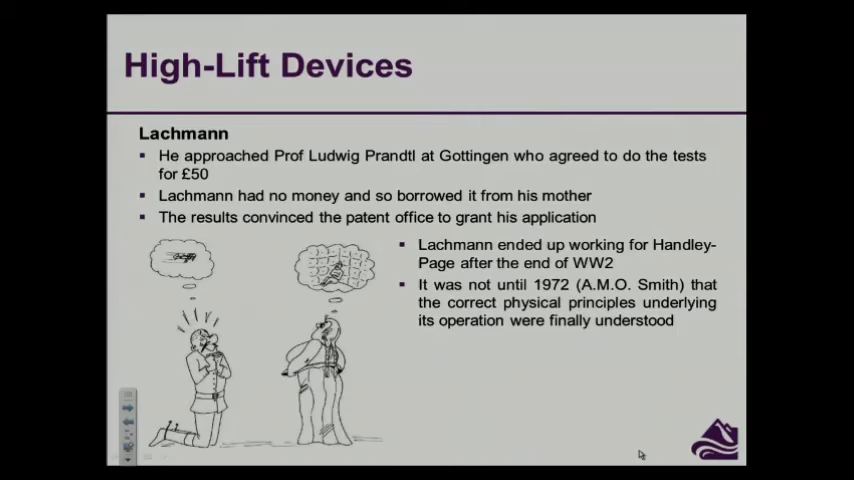 High-Lift Devices
Lachmann
▪ He approached Prof Ludwig Prandtl at Gottingen who agreed to do the tests
for £50
▪ Lachmann had no money and so borrowed it from his mother
▪ The results convinced the patent office to grant his application
▪ Lachmann ended up working for Handley-
Page after the end of WW2
▪ It was not until 1972 (A.M.O. Smith) that
the correct physical principles underlying
its operation were finally understood